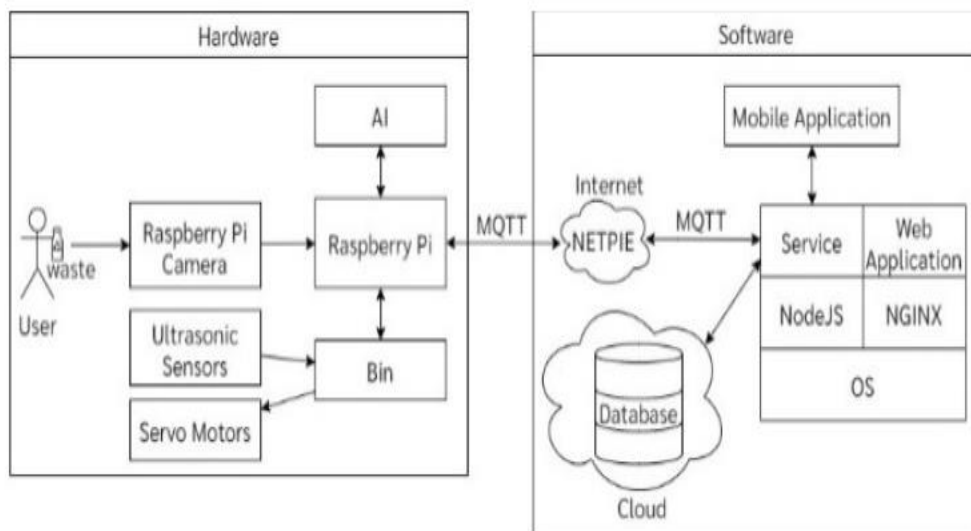 Hardware
AI
Raspberry Pi
Camera
Raspberry Pi
waste
User
Ultrasonic
Sensors
Bin
Servo Motors
MQTT
Software
Mobile Application
Internet
NETPIE
MQTT
Service
Web
Application
NodeJS
NGINX
OS
Database
Cloud